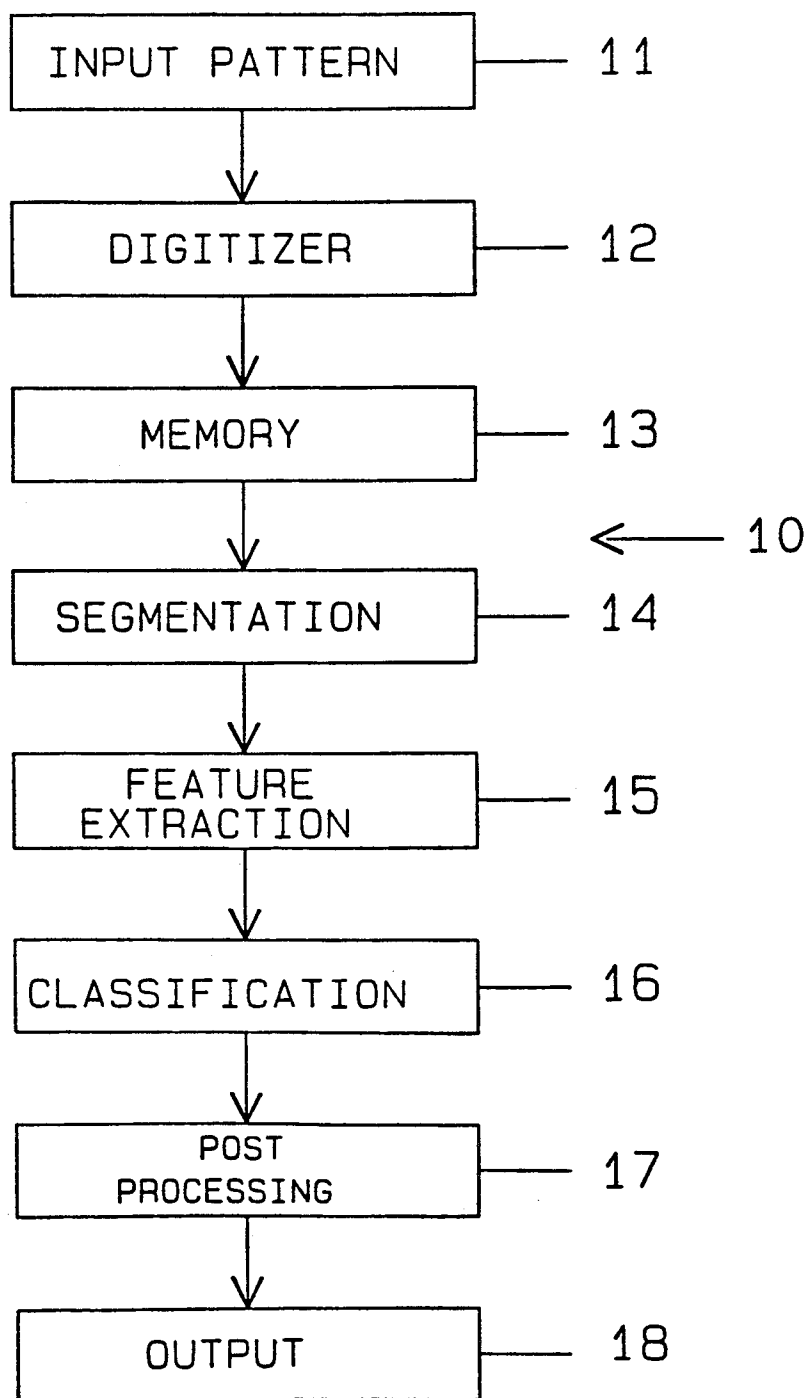 INPUT PATTERN 11
DIGITIZER 12
MEMORY 13
10
SEGMENTATION 14
FEATURE
EXTRACTION 15
CLASSIFICATION 16
POST
PROCESSING 17
OUTPUT 18